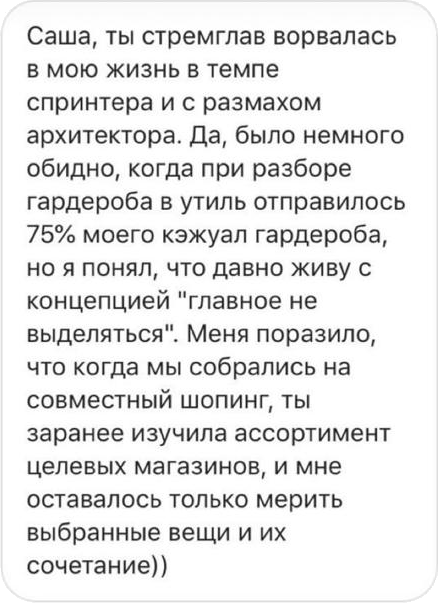 Саша, ты стремглав ворвалась
в мою жизнь в темпе
спринтера и с размахом
архитектора. Да, было немного
обидно, когда при разборе
гардероба в утиль отправилось
75% моего кэжуал гардероба,
но я понял, что давно живу с
концепцией "главное не
выделяться". Меня поразило,
что когда мы собрались на
совместный шопинг, ты
заранее изучила ассортимент
целевых магазинов, и мне
оставалось только мерить
выбранные вещи и их
сочетание))